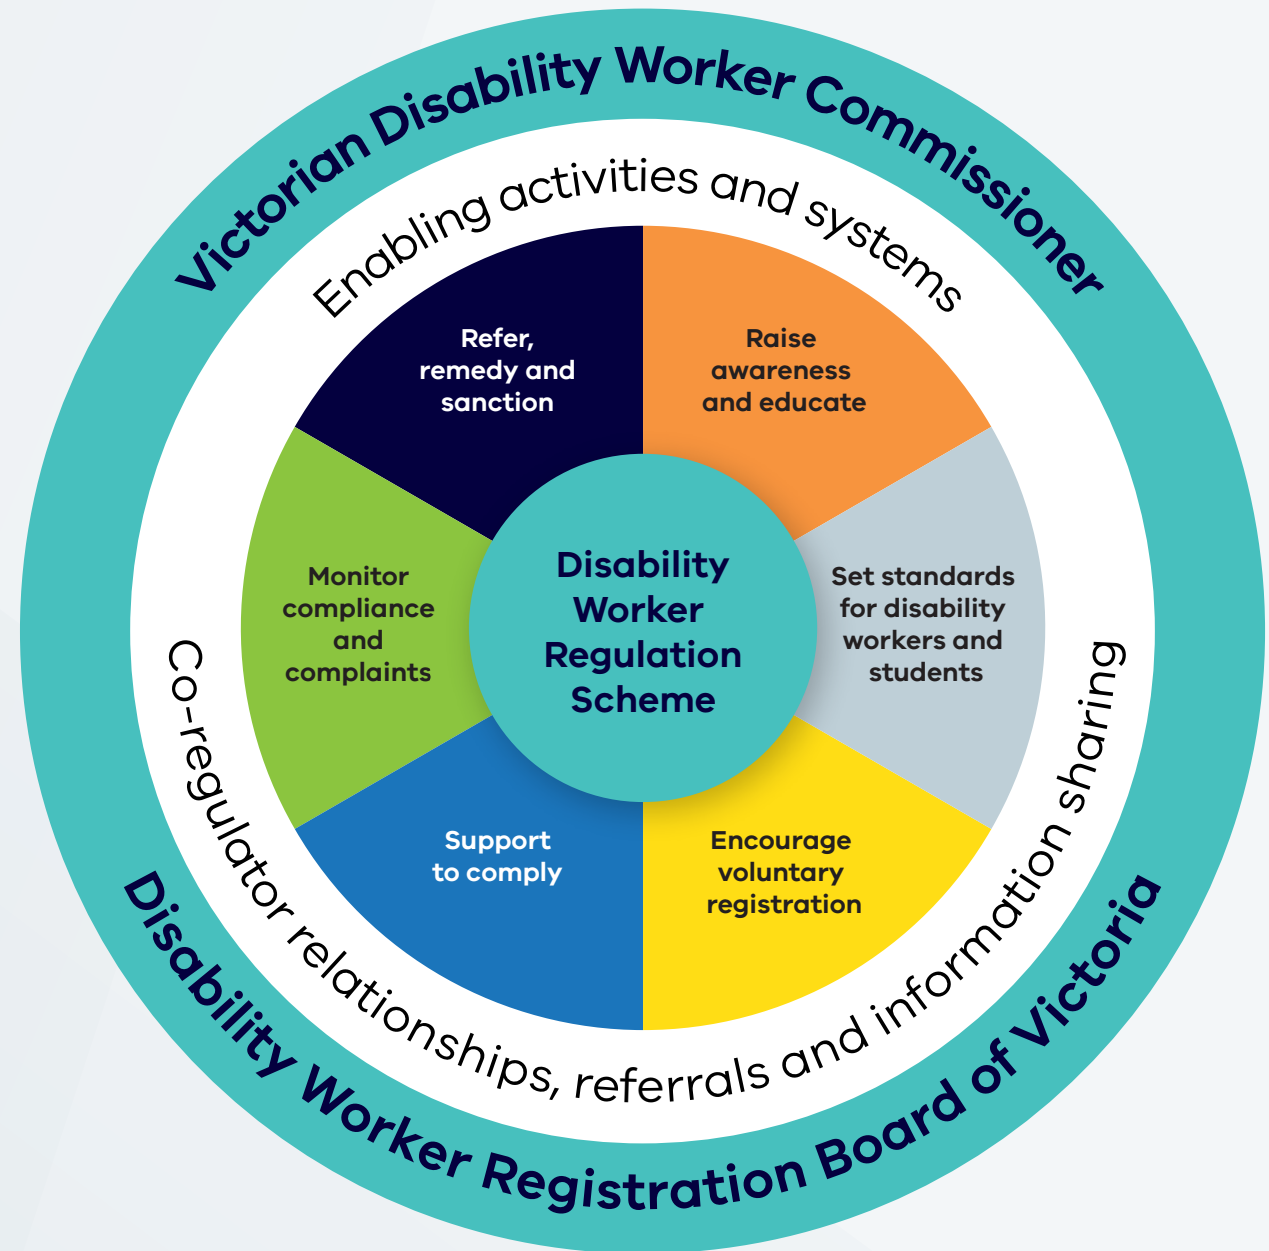 Victorian Disability Worker Commissioner
Enabling activities and systems
Refer,
remedy and
sanction
Raise
awareness
and educate
Monitor
compliance
and
complaints
Disability
Worker
Regulation
Scheme
Set standards
for disability
workers and
students
Support
to comply
Encourage
voluntary
registration
Co-regulator relationships, referrals and information sharing
Disability Worker Registration Board of Victoria